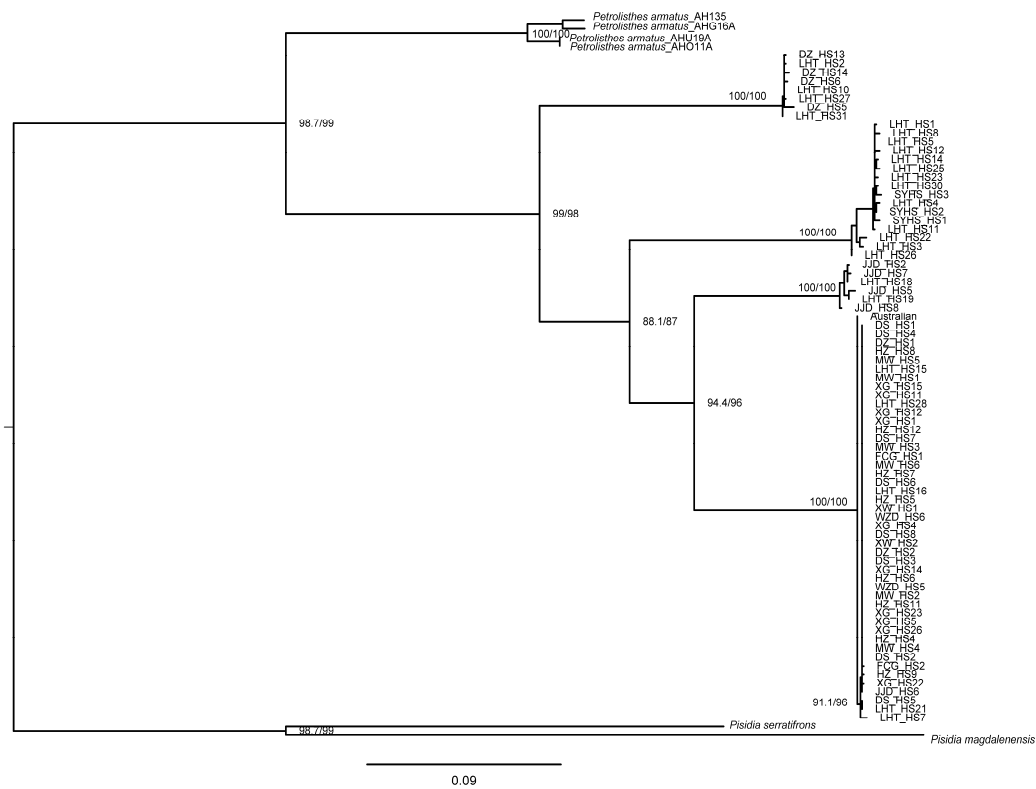 Petrolisthes armatus_AH135
Petrolisthes armatus_AHG16A
100/100
Petrolisthes armatus_AHU19A
Petrolisthes armatus_AHO11A
DZ_HS13
LHT_HS2
DZ_HS14
DZ_HS6
LHT_HS10
100/100
LHT_HS27
DZ_HS5
LHT_HS31
98.7/99
LHT_HS1
LHT_HS8
LHT_HS5
LHT_HS12
LHT_HS14
LHT_HS25
LHT_HS23
LHT_HS30
SYHS_HS3
LHT_HS4
99/98
SYHS_HS2
SYHS_HS1
LHT_HS11
100/100
LHT_HS22
LHT_HS3
LHT_HS26
JJD_HS2
JJD_HS7
LHT_HS18
100/100
JJD_HS5
LHT_HS19
JJD_HS8
Australian
88.1/87
DS_HS1
DS_HS4
DZ_HS1
HZ_HS8
MW_HS5
LHT_HS15
MW_HS1
XG_HS15
XG_HS11
94.4/96
LHT_HS28
XG_HS12
XG_HS1
HZ_HS12
DS_HS7
MW_HS3
FCG_HS1
MW_HS6
HZ_HS7
DS_HS6
LHT_HS16
100/100
HZ_HS5
XW_HS1
WZD_HS6
XG_HS4
DS_HS8
XW_HS2
DZ_HS2
DS_HS3
XG_HS14
HZ_HS6
WZD_HS5
MW_HS2
HZ_HS11
XG_HS23
XG_HS5
XG_HS26
HZ_HS4
MW_HS4
DS_HS2
FCG_HS2
HZ_HS9
XG_HS22
JJD_HS6
91.1/96
DS_HS5
LHT_HS21
LHT_HS7
Pisidia serratifrons
98.7/99
Pisidia magdalenensis
0.09